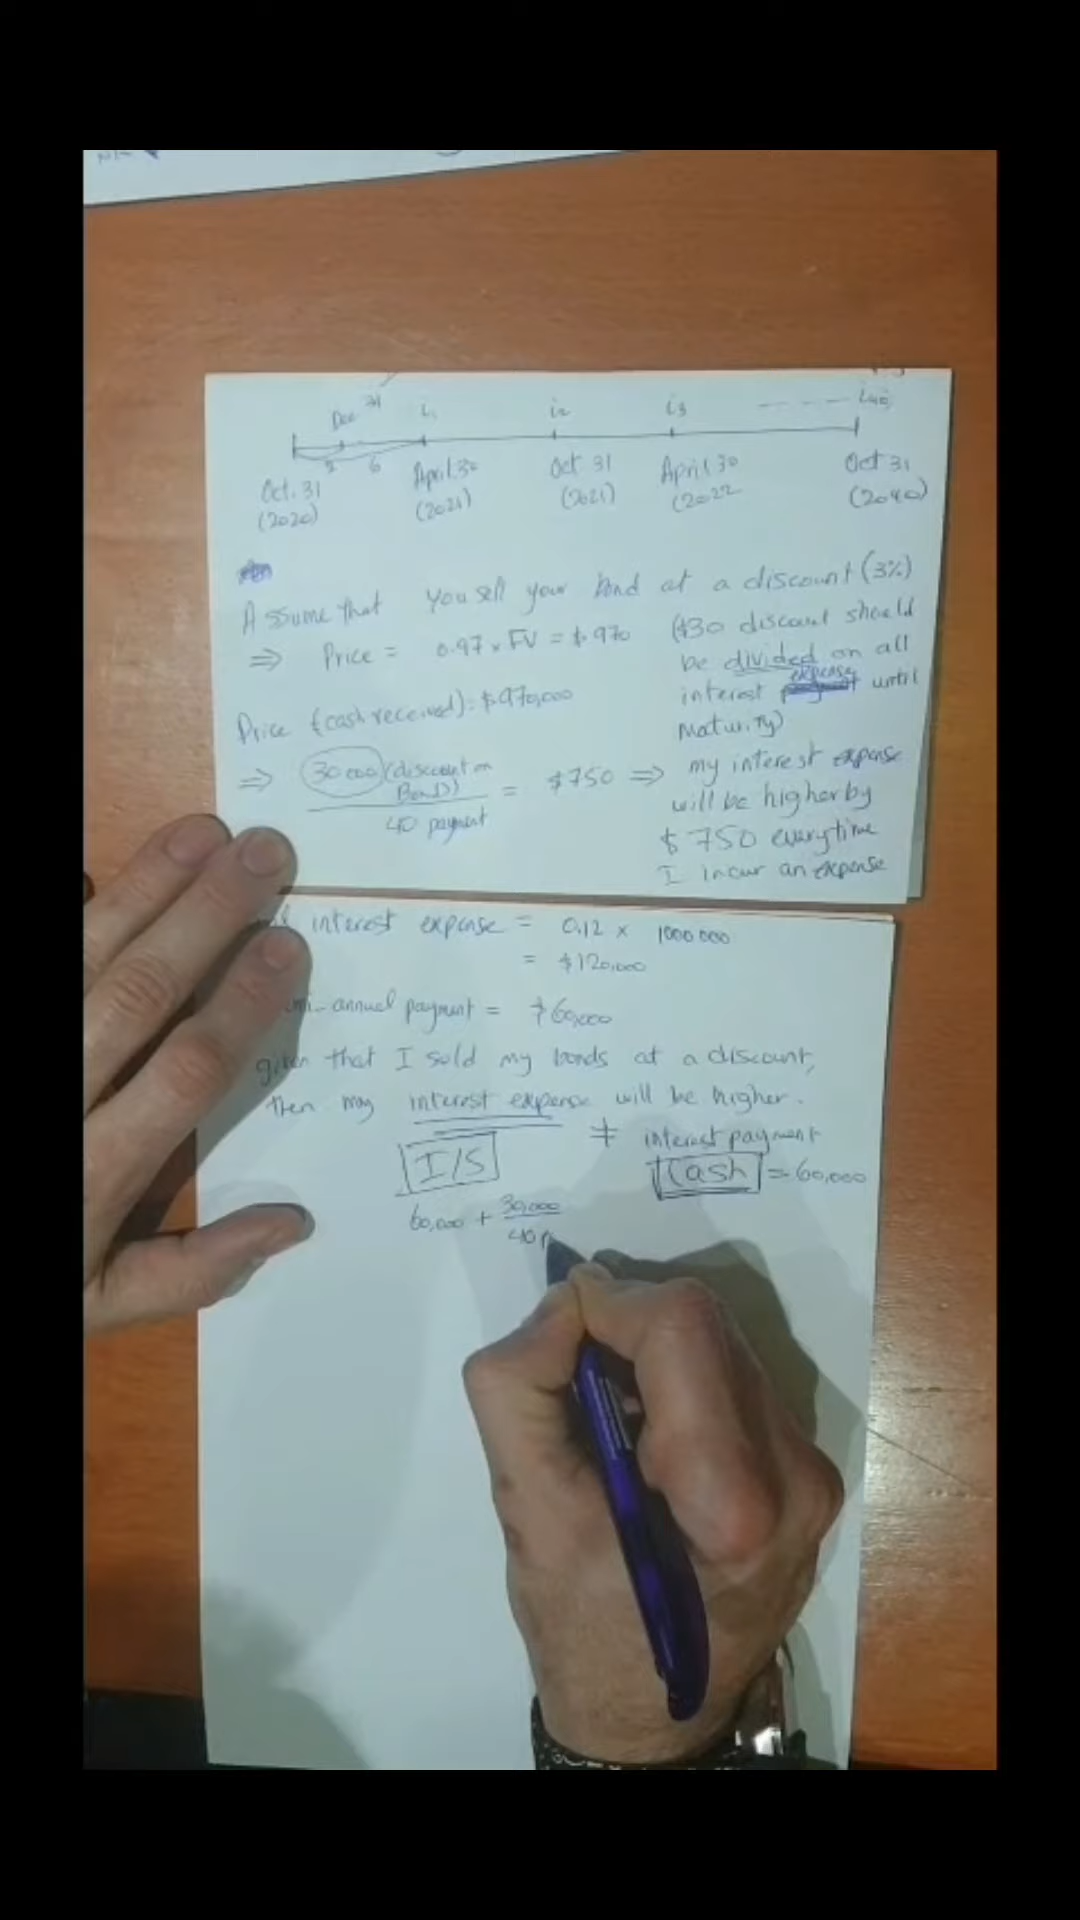 Dec 31 i1 i2 i3 i40
2 6
Oct. 31 April 30 Oct 31 April 30 Oct 31
(2020) (2021) (2021) (2022 (2040)
Assume that you sell your bond at a discount (3%)
⇒ Price = 0.97 x FV = $970 ($30 discount should
be divided on all
interest expense until
maturity)
Price (cash received): $970,000
⇒ 30000 (discount on Bond) / 40 payment = $750 ⇒ my interest expense
will be higher by
$750 everytime
I incur an expense
interest expense = 0.12 x 1000000
= $120,000
annual payment = $60,000
given that I sold my bonds at a discount,
then my interest expense will be higher.
≠ interest payment
I/S Cash = 60,000
60,000 + 30,000 / 40 p